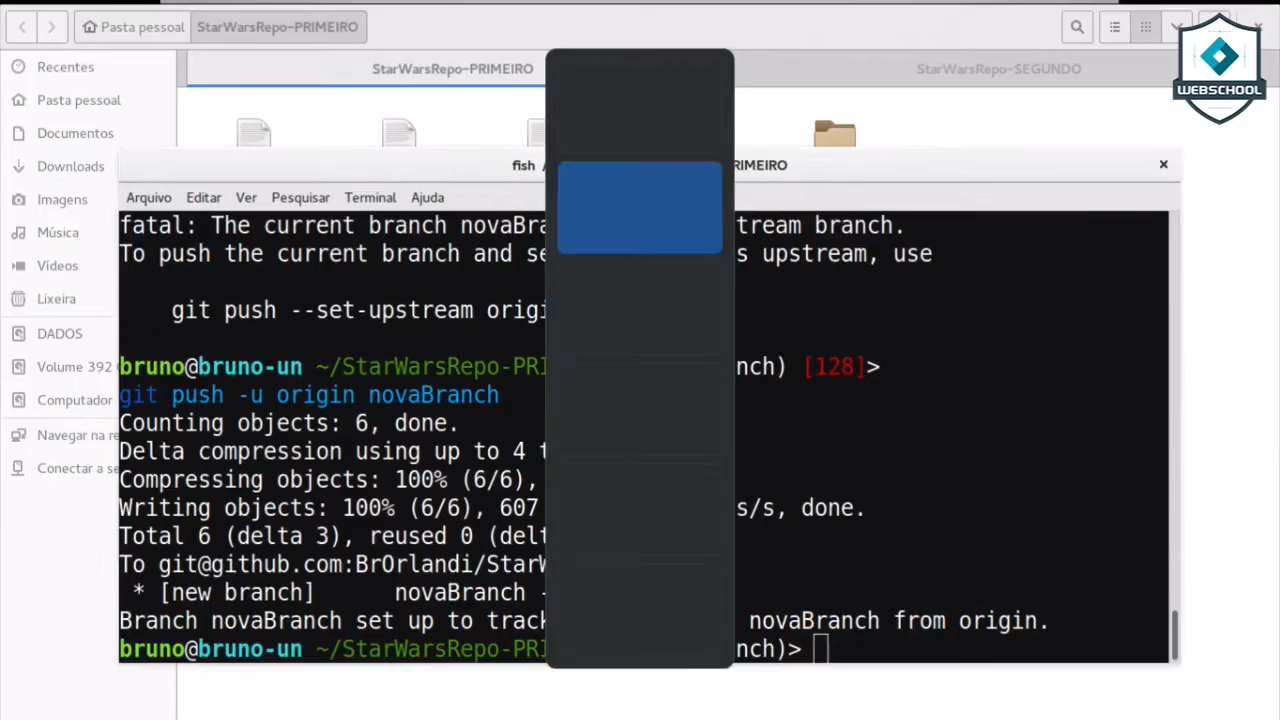 Pasta pessoal StarWarsRepo-PRIMEIRO
WEBSCHOOL
StarWarsRepo-PRIMEIRO StarWarsRepo-SEGUNDO
Recentes
Pasta pessoal
Documentos
Downloads
Imagens
Música
Vídeos
Lixeira
DADOS
Volume 392
Computador
Navegar na re
Conectar a se
fish / RIMEIRO
Arquivo Editar Ver Pesquisar Terminal Ajuda
fatal: The current branch novaBra tream branch.
To push the current branch and se s upstream, use
git push --set-upstream origi
bruno@bruno-un ~/StarWarsRepo-PRI nch) [128]>
git push -u origin novaBranch
Counting objects: 6, done.
Delta compression using up to 4 t
Compressing objects: 100% (6/6),
Writing objects: 100% (6/6), 607 s/s, done.
Total 6 (delta 3), reused 0 (delt
To git@github.com:BrOrlandi/StarW
* [new branch] novaBranch -
Branch novaBranch set up to track novaBranch from origin.
bruno@bruno-un ~/StarWarsRepo-PRI nch)>